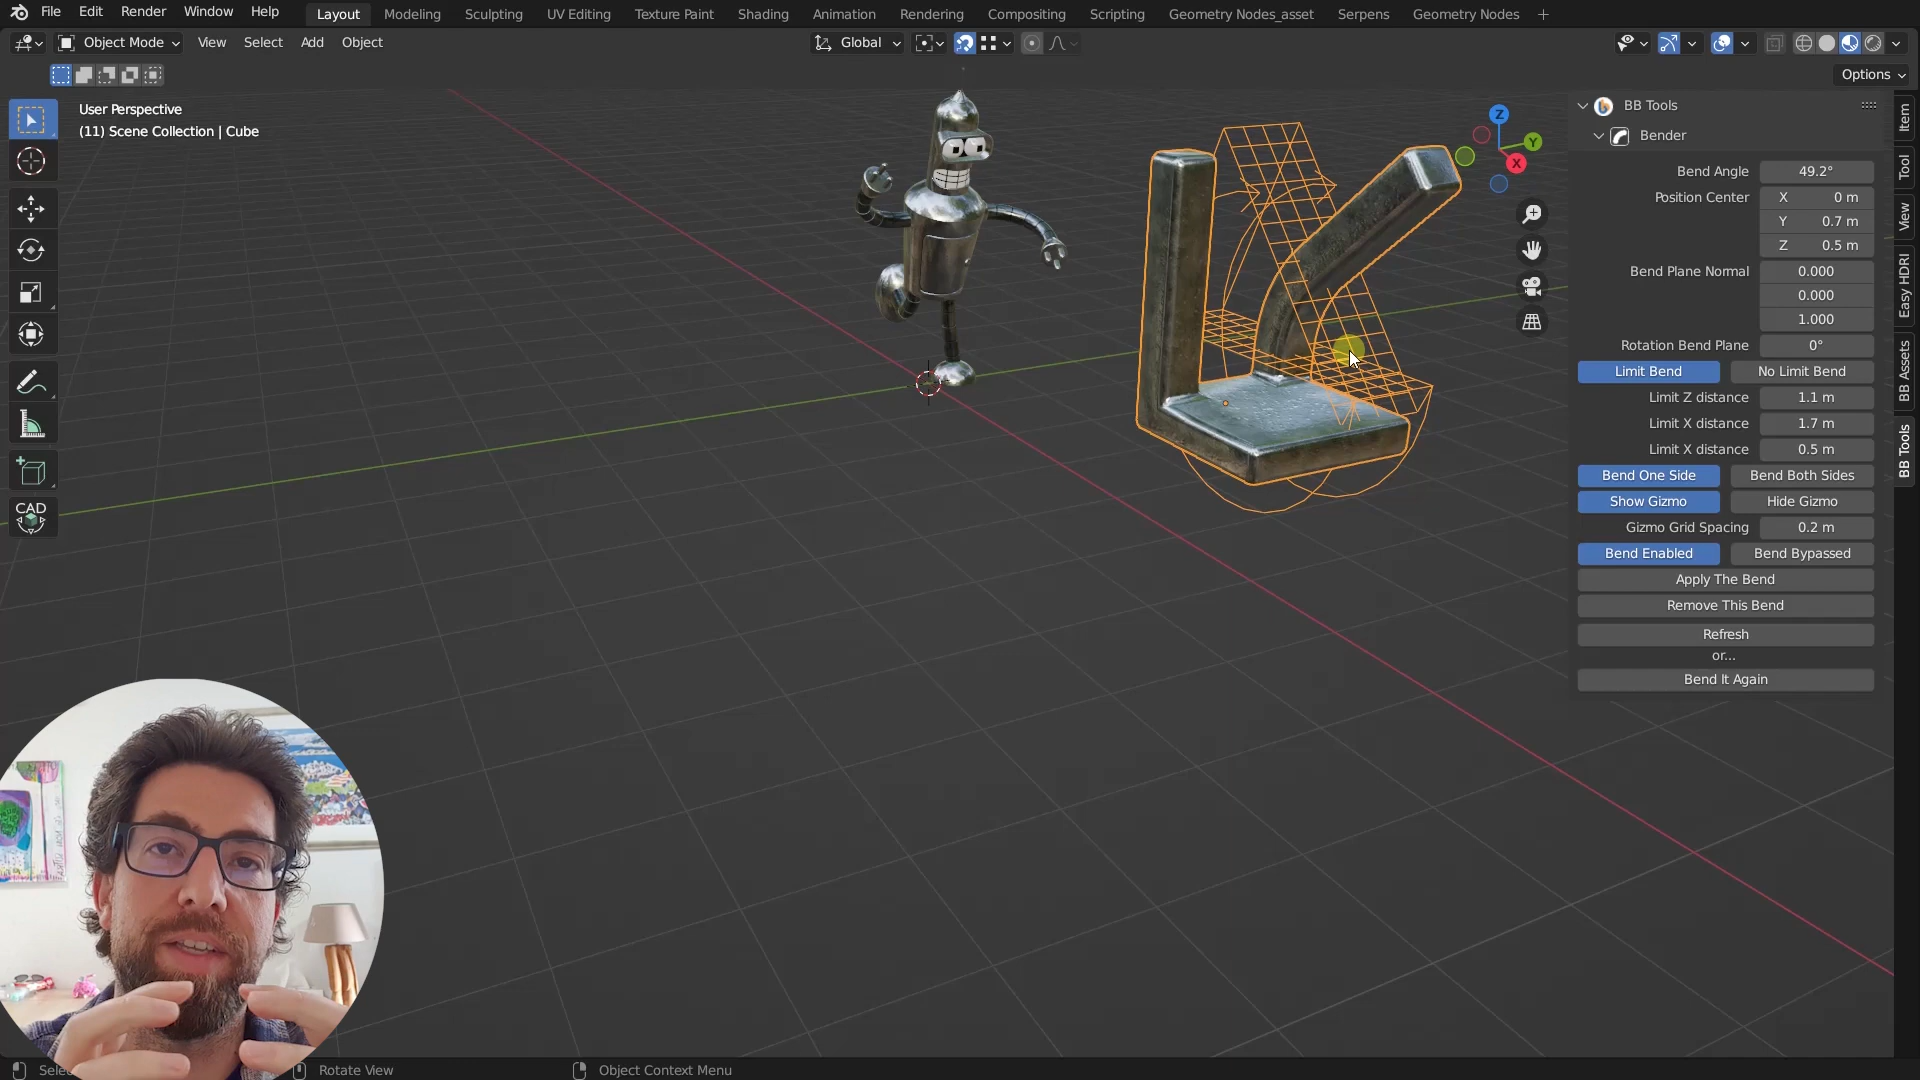 File Edit Render Window Help Layout Modeling Sculpting UV Editing Texture Paint Shading Animation Rendering Compositing Scripting Geometry Nodes_asset Serpens Geometry Nodes
Object Mode View Select Add Object Global
Options
User Perspective
(11) Scene Collection | Cube
CAD
Z
Y
X
BB Tools
Bender
Bend Angle 49.2°
Position Center X 0 m
Y 0.7 m
Z 0.5 m
Bend Plane Normal 0.000
0.000
1.000
Rotation Bend Plane 0°
Limit Bend No Limit Bend
Limit Z distance 1.1 m
Limit X distance 1.7 m
Limit X distance 0.5 m
Bend One Side Bend Both Sides
Show Gizmo Hide Gizmo
Gizmo Grid Spacing 0.2 m
Bend Enabled Bend Bypassed
Apply The Bend
Remove This Bend
Refresh
or...
Bend It Again
Item
Tool
View
Easy HDRI
BB Assets
BB Tools
Rotate View Object Context Menu